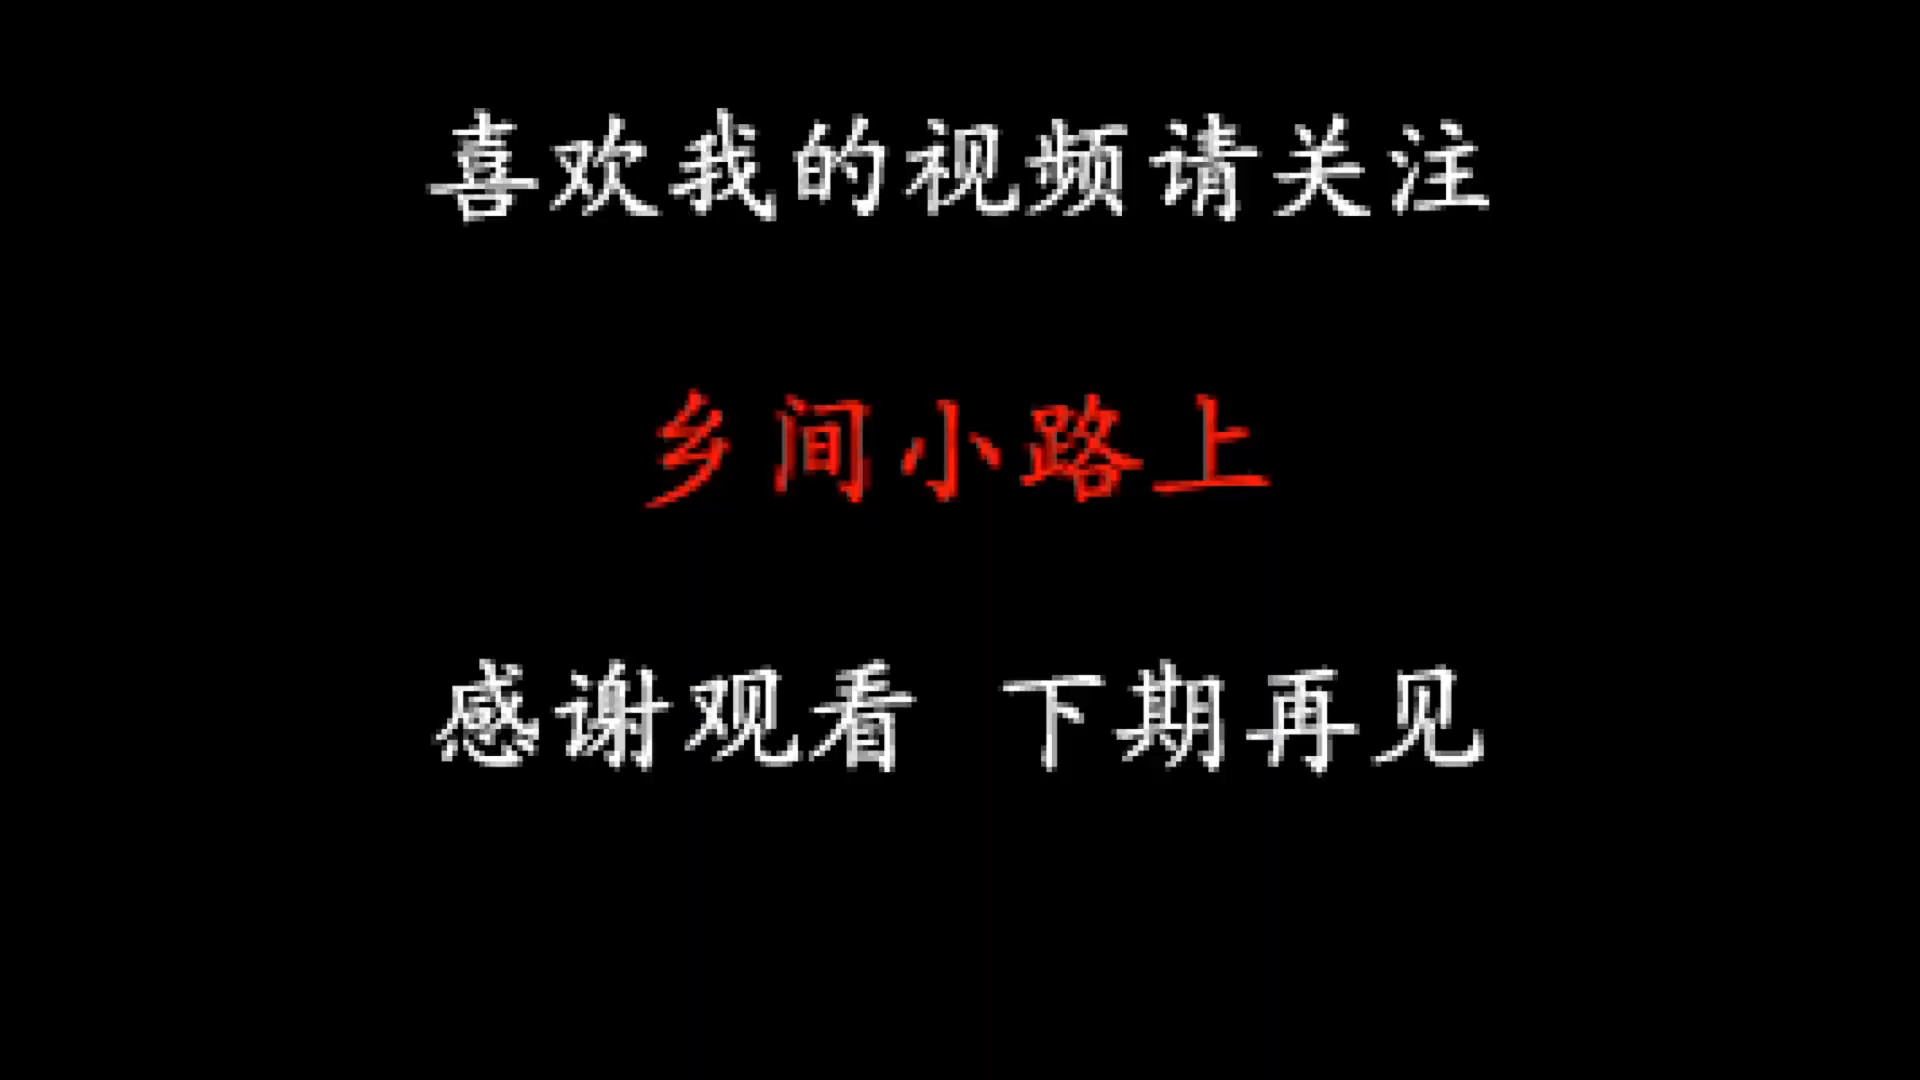 喜欢我的视频请关注
乡间小路上
感谢观看 下期再见